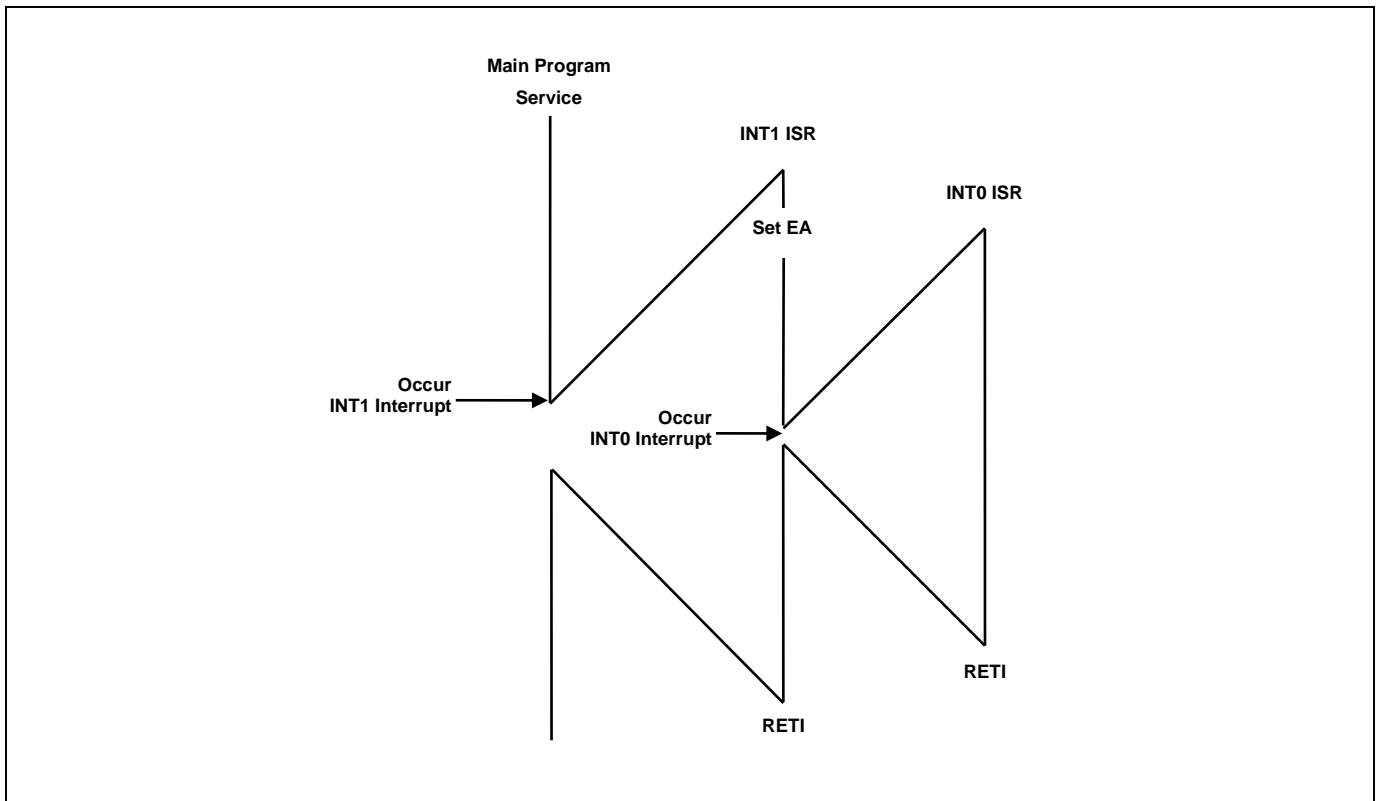 Main Program
Service
INT1 ISR
INT0 ISR
Set EA
Occur
INT1 Interrupt
Occur
INT0 Interrupt
RETI
RETI